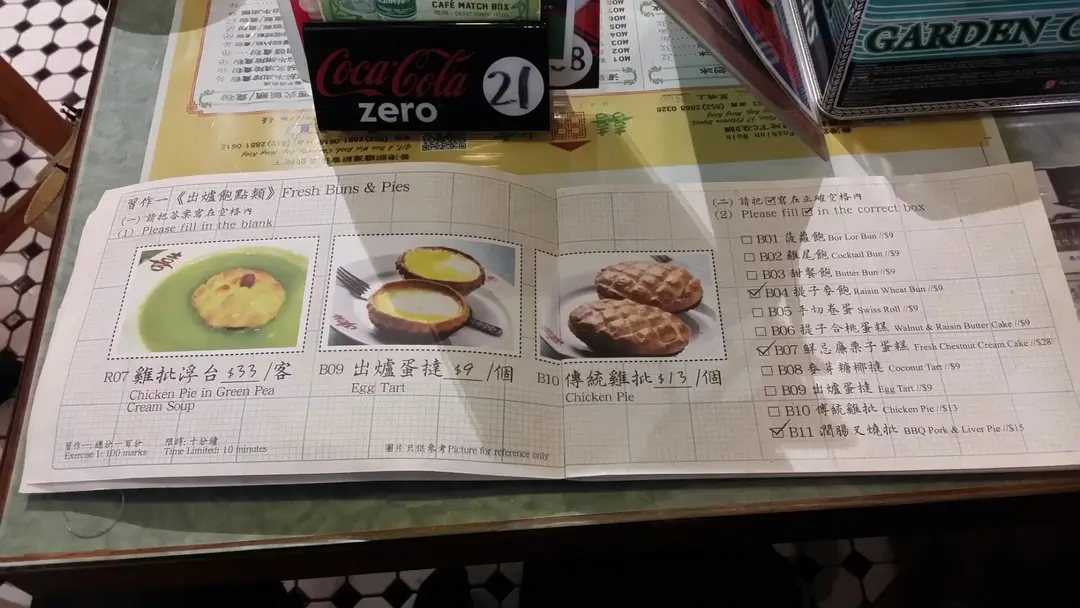 CAFÉ MATCH BOX
Coca-Cola
zero
21
8
GARDEN
習作一《出爐飽點類》Fresh Buns & Pies
(一) 請把答案寫在空格內
(1) Please fill in the blank
R07 雞批浮台 $33 /客
Chicken Pie in Green Pea
Cream Soup
B09 出爐蛋撻 $9 /個
Egg Tart
B10 傳統雞批 $13 /個
Chicken Pie
習作一: 總分一百分 限時: 十分鐘
Exercise 1: 100 marks Time Limited: 10 minutes
圖片只供參考Picture for reference only
(二) 請把☑寫在正確空格內
(2) Please fill ☑ in the correct box
☐ B01 菠蘿飽 Bor Lor Bun //$9
☐ B02 雞尾飽 Cocktail Bun //$9
☐ B03 甜餐飽 Butter Bun //$9
☑ B04 提子麥飽 Raisin Wheat Bun //$9
☐ B05 手切卷蛋 Swiss Roll //$9
☐ B06 提子合桃蛋糕 Walnut & Raisin Butter Cake //$9
☑ B07 鮮忌廉栗子蛋糕 Fresh Chestnut Cream Cake //$28
☐ B08 麥芽糖椰撻 Coconut Tart //$9
☐ B09 出爐蛋撻 Egg Tart //$9
☐ B10 傳統雞批 Chicken Pie //$13
☑ B11 潤腸叉燒批 BBQ Pork & Liver Pie //$15